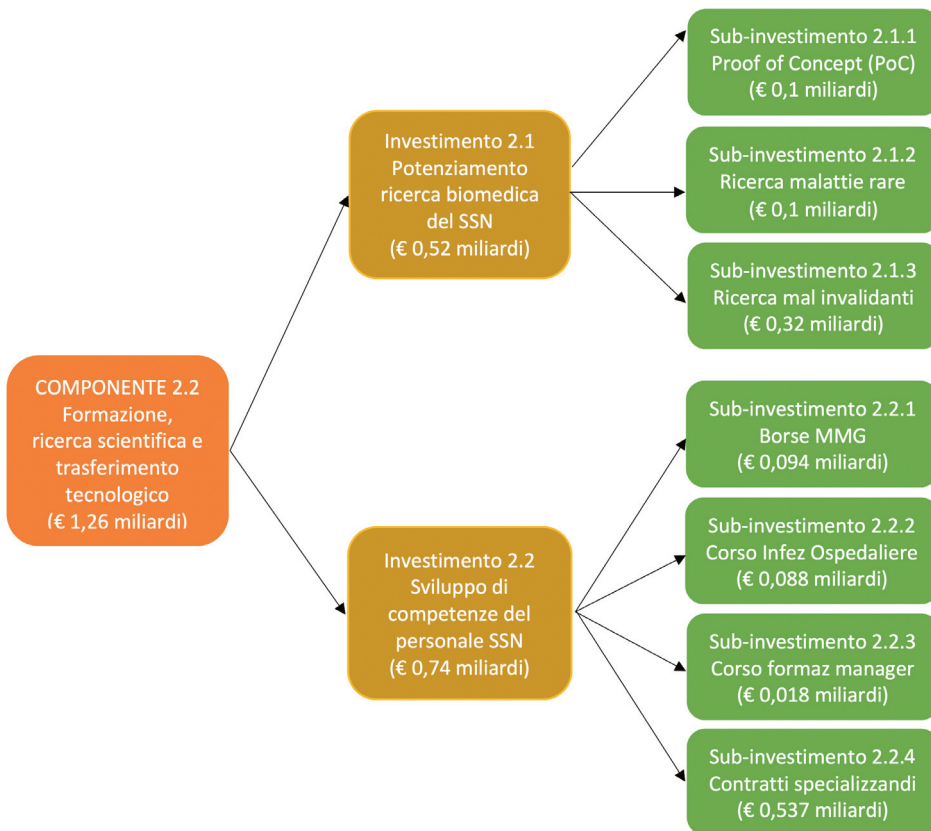 COMPONENTE 2.2
Formazione,
ricerca scientifica e
trasferimento
tecnologico
(€ 1,26 miliardi)
Investimento 2.1
Potenziamento
ricerca biomedica
del SSN
(€ 0,52 miliardi)
Sub-investimento 2.1.1
Proof of Concept (PoC)
(€ 0,1 miliardi)
Sub-investimento 2.1.2
Ricerca malattie rare
(€ 0,1 miliardi)
Sub-investimento 2.1.3
Ricerca mal invalidanti
(€ 0,32 miliardi)
Investimento 2.2
Sviluppo di
competenze del
personale SSN
(€ 0,74 miliardi)
Sub-investimento 2.2.1
Borse MMG
(€ 0,094 miliardi)
Sub-investimento 2.2.2
Corso Infez Ospedaliere
(€ 0,088 miliardi)
Sub-investimento 2.2.3
Corso formaz manager
(€ 0,018 miliardi)
Sub-investimento 2.2.4
Contratti specializzandi
(€ 0,537 miliardi)